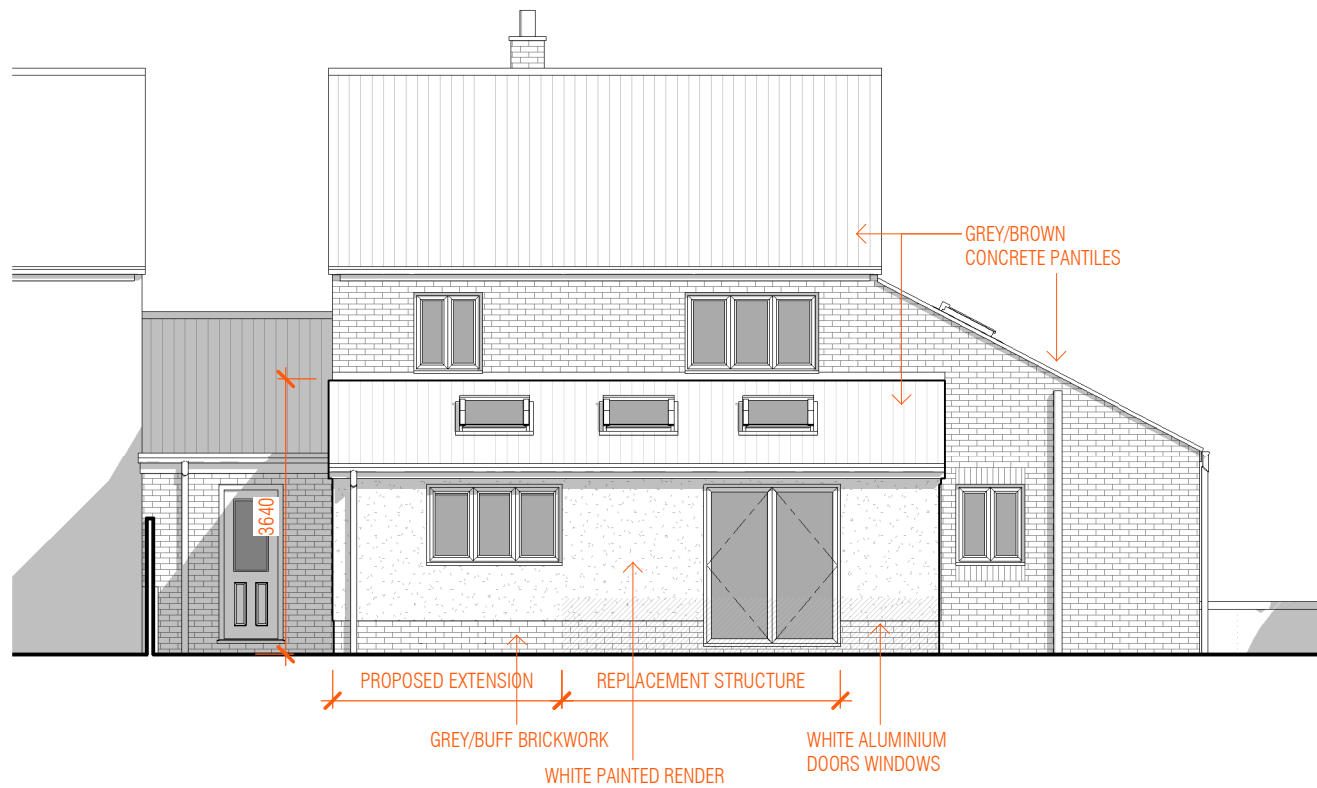 GREY/BROWN
CONCRETE PANTILES
3640
PROPOSED EXTENSION
REPLACEMENT STRUCTURE
GREY/BUFF BRICKWORK
WHITE PAINTED RENDER
WHITE ALUMINIUM
DOORS WINDOWS